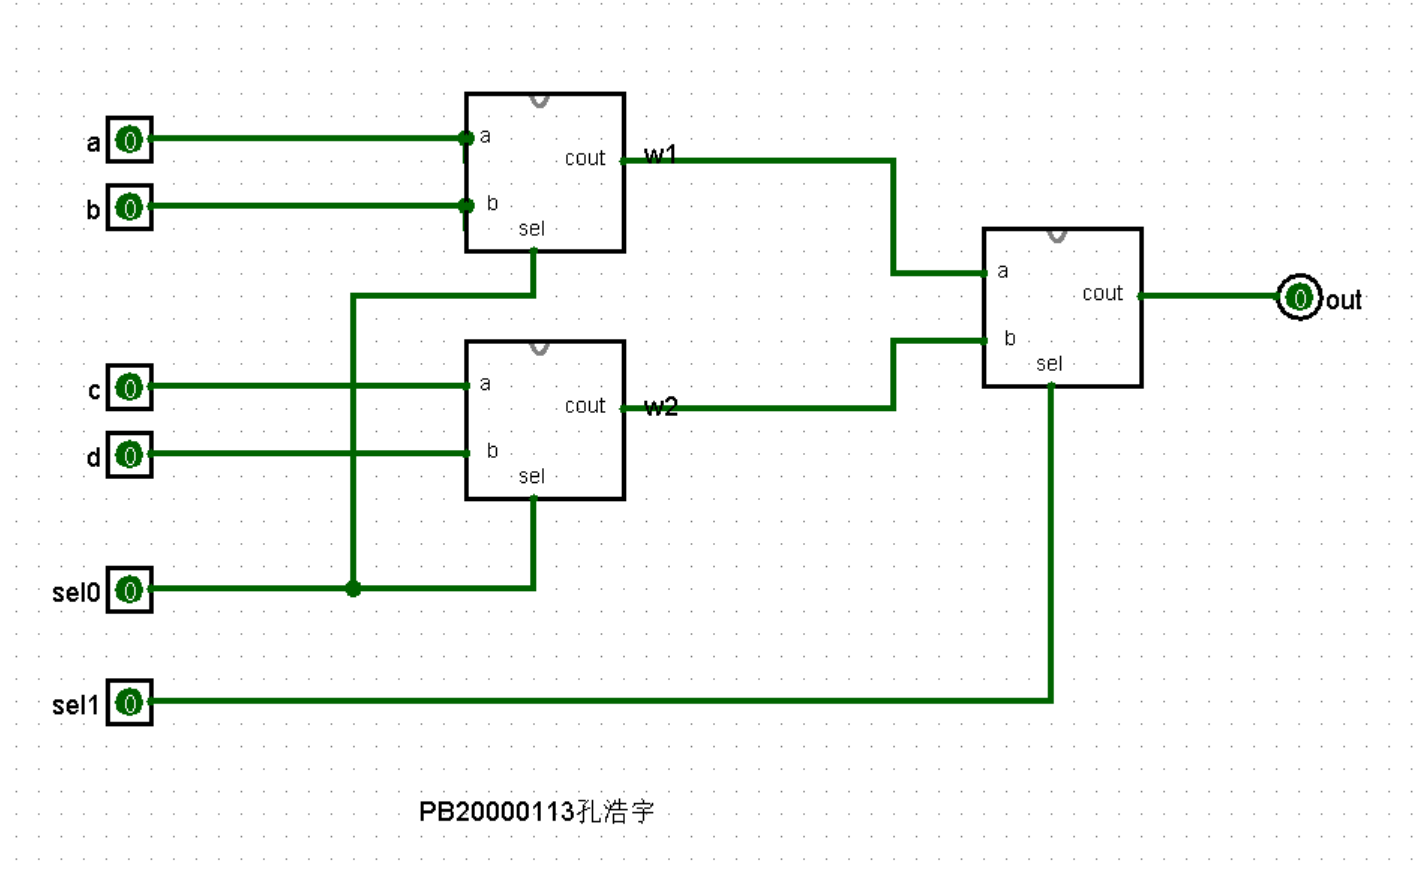 a 0
b 0
a
b
cout
sel
w1
c 0
d 0
a
b
cout
sel
w2
a
b
cout
sel
0 out
sel0 0
sel1 0
PB20000113孔浩宇